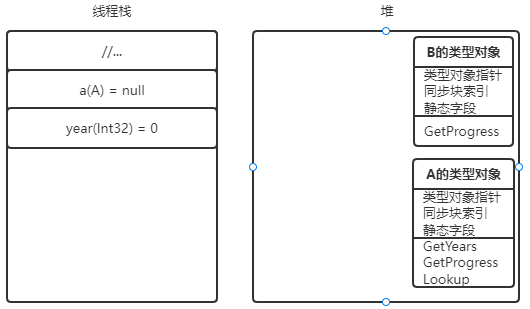 线程栈
//...
a(A) = null
year(Int32) = 0
堆
B的类型对象
类型对象指针
同步块索引
静态字段
GetProgress
A的类型对象
类型对象指针
同步块索引
静态字段
GetYears
GetProgress
Lookup